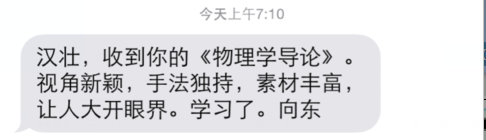 今天上午7:10
汉壮，收到你的《物理学导论》。
视角新颖，手法独持，素材丰富，
让人大开眼界。学习了。向东